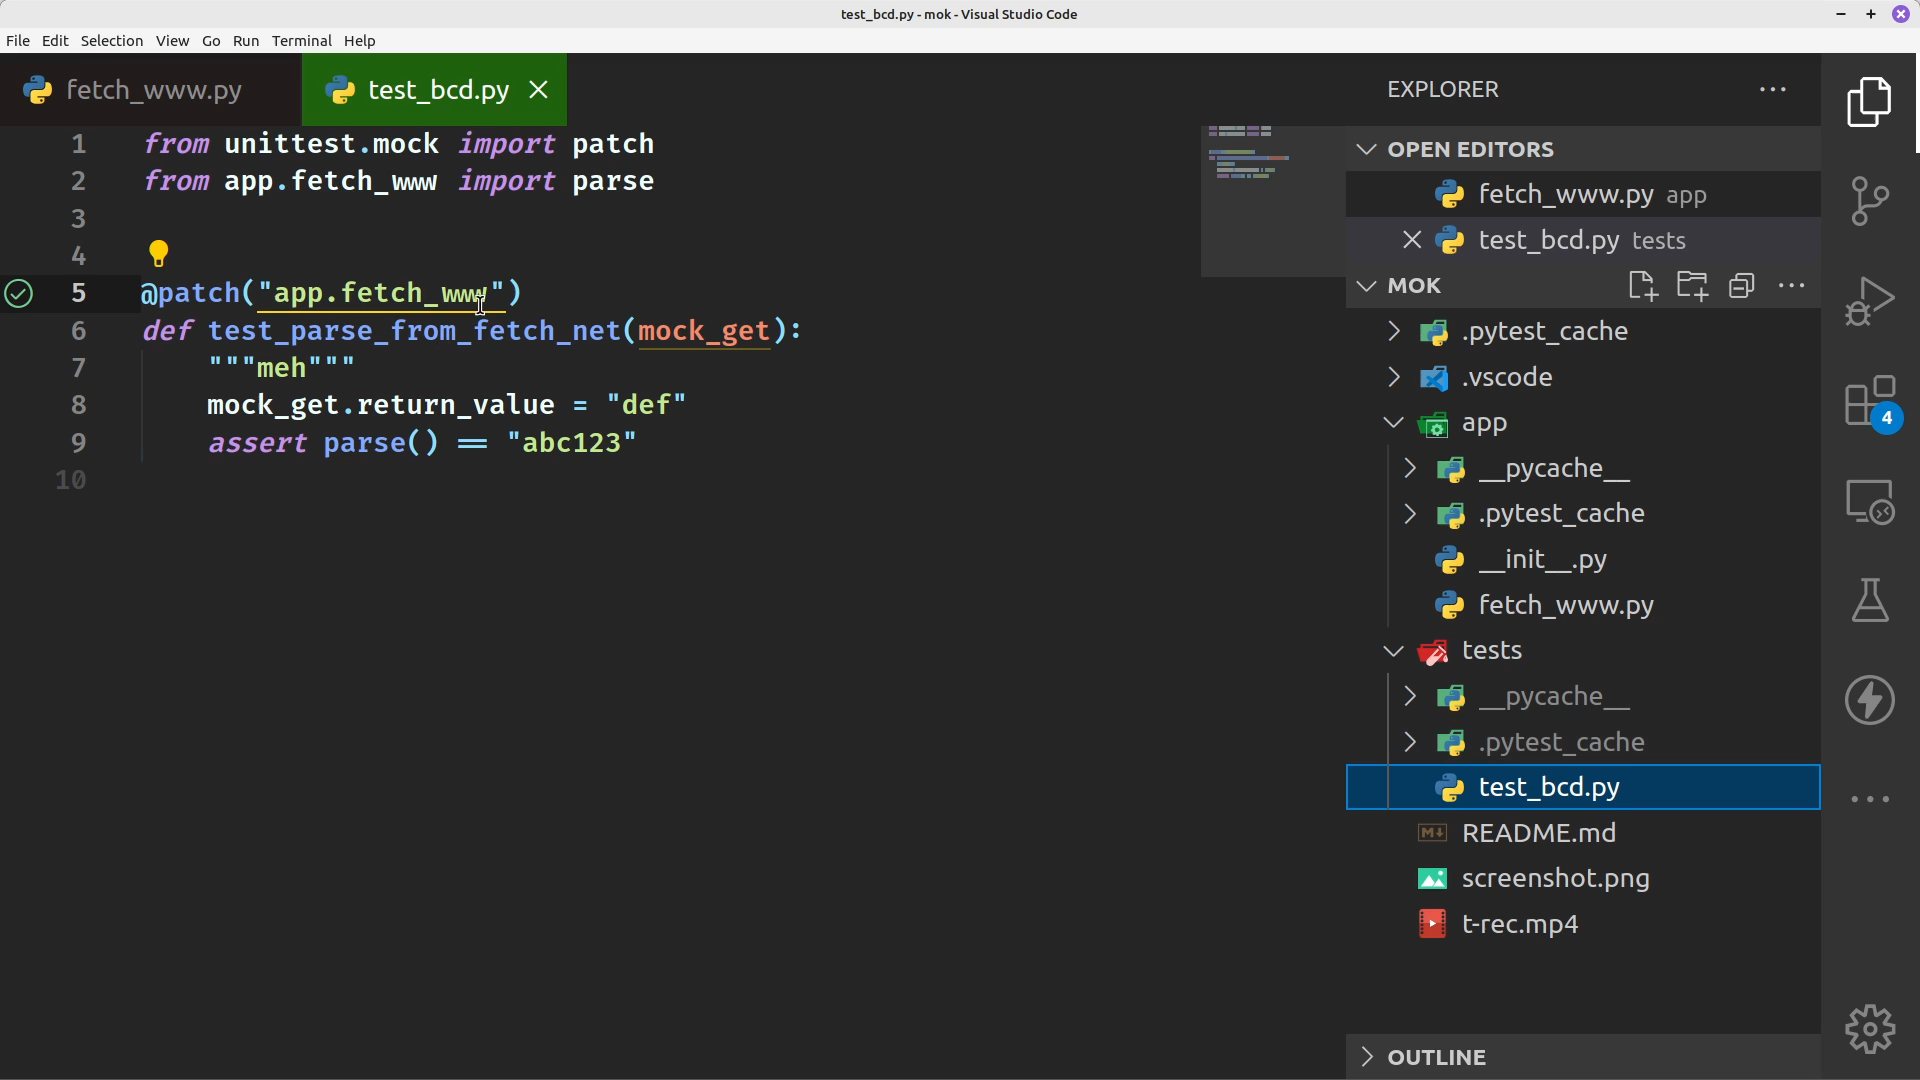 test_bcd.py - mok - Visual Studio Code
File Edit Selection View Go Run Terminal Help
fetch_www.py
test_bcd.py
1 from unittest.mock import patch
2 from app.fetch_www import parse
3
4
5 @patch("app.fetch_www")
6 def test_parse_from_fetch_net(mock_get):
7 """meh"""
8 mock_get.return_value = "def"
9 assert parse() == "abc123"
10
EXPLORER
OPEN EDITORS
fetch_www.py app
test_bcd.py tests
MOK
.pytest_cache
.vscode
app
__pycache__
.pytest_cache
__init__.py
fetch_www.py
tests
__pycache__
.pytest_cache
test_bcd.py
README.md
screenshot.png
t-rec.mp4
OUTLINE
4